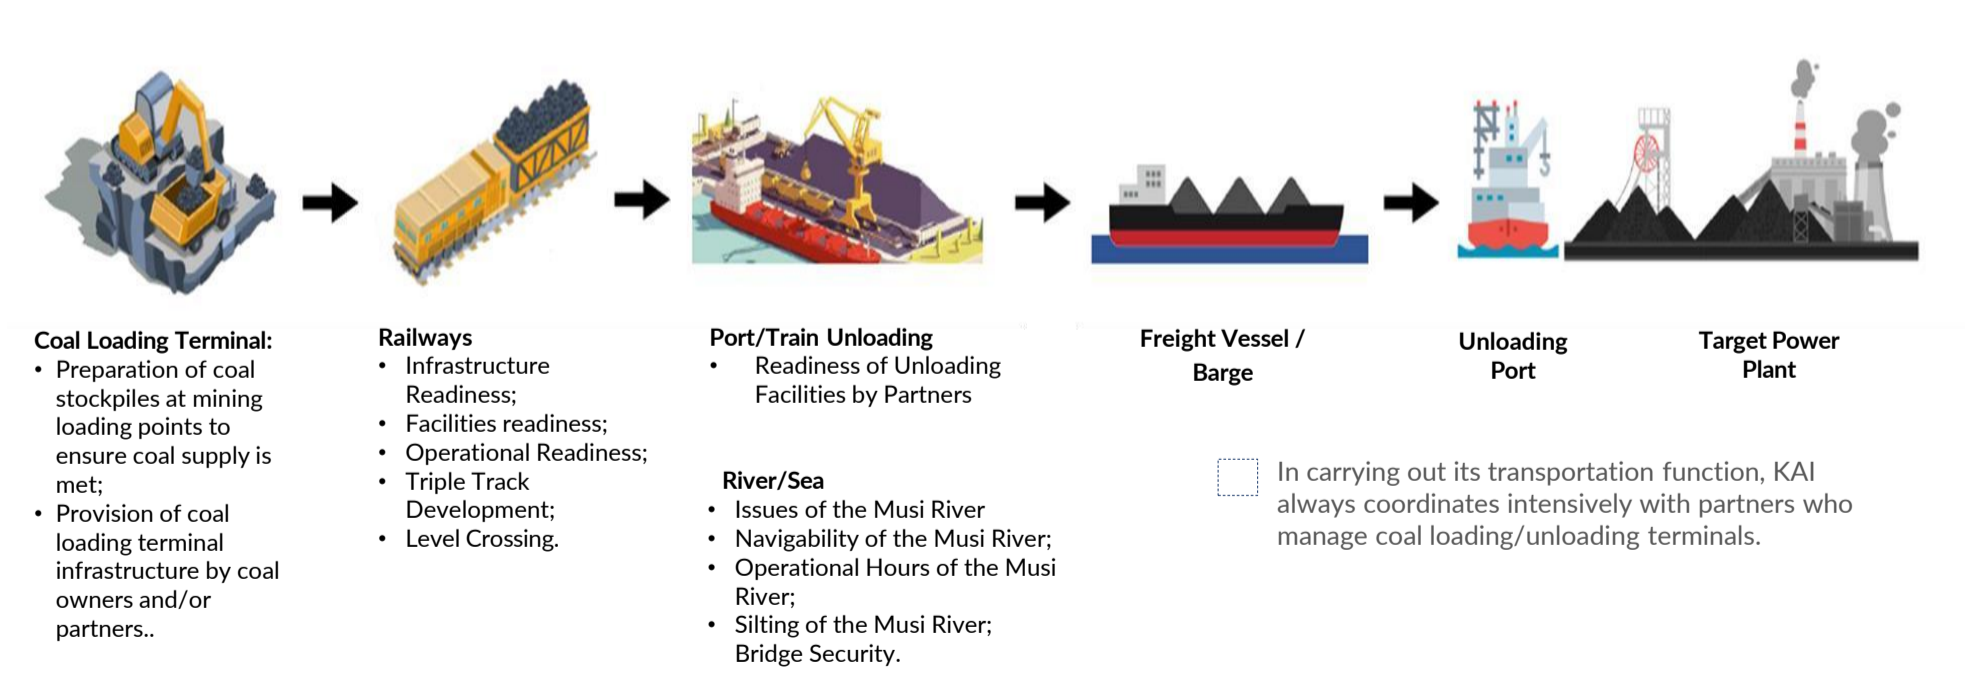 Coal Loading Terminal:
• Preparation of coal
stockpiles at mining
loading points to
ensure coal supply is
met;
• Provision of coal
loading terminal
infrastructure by coal
owners and/or
partners..
Railways
• Infrastructure
Readiness;
• Facilities readiness;
• Operational Readiness;
• Triple Track
Development;
• Level Crossing.
Port/Train Unloading
• Readiness of Unloading
Facilities by Partners
River/Sea
• Issues of the Musi River
• Navigability of the Musi River;
• Operational Hours of the Musi
River;
• Silting of the Musi River;
Bridge Security.
Freight Vessel /
Barge
Unloading
Port
Target Power
Plant
In carrying out its transportation function, KAI
always coordinates intensively with partners who
manage coal loading/unloading terminals.